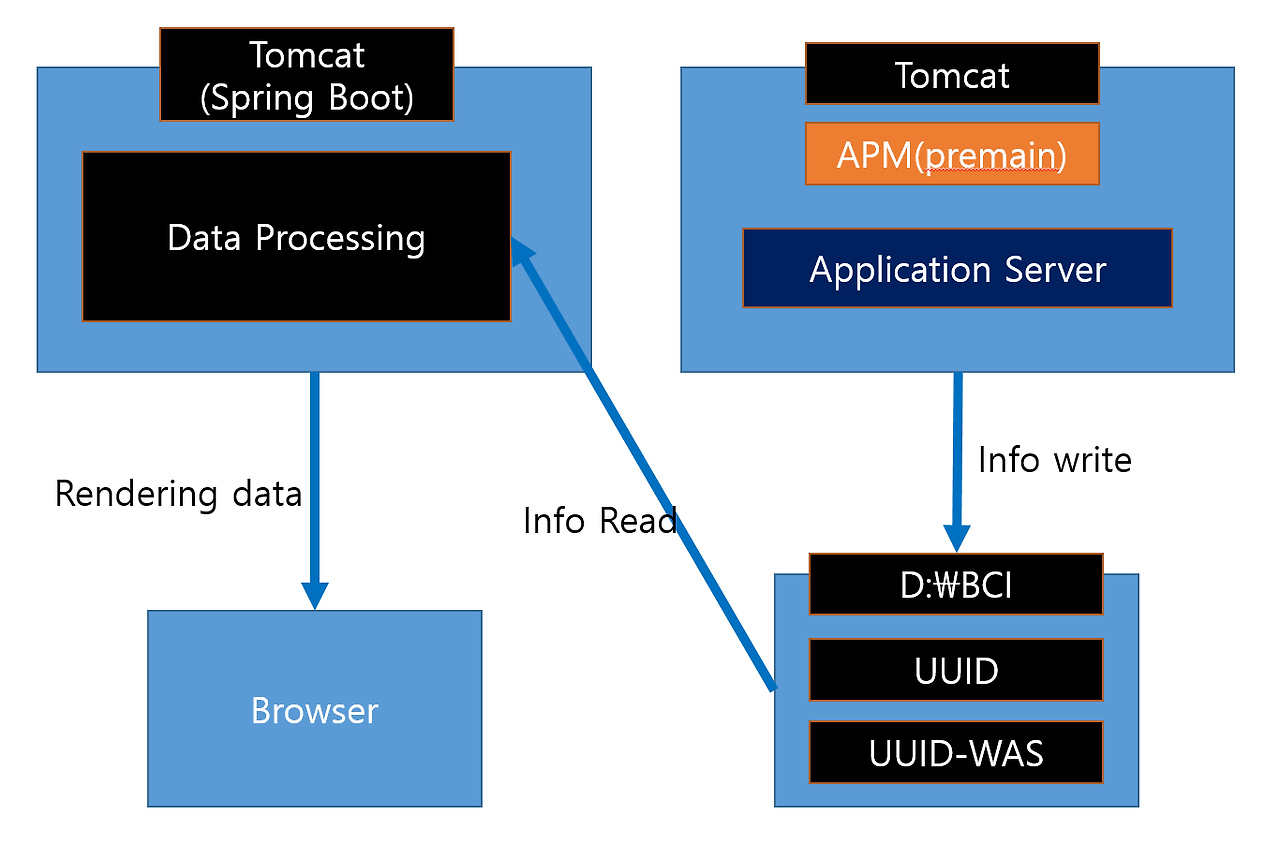 Tomcat
(Spring Boot)
Data Processing
Tomcat
APM(premain)
Application Server
Rendering data
Info Read
Info write
Browser
D:₩BCI
UUID
UUID-WAS